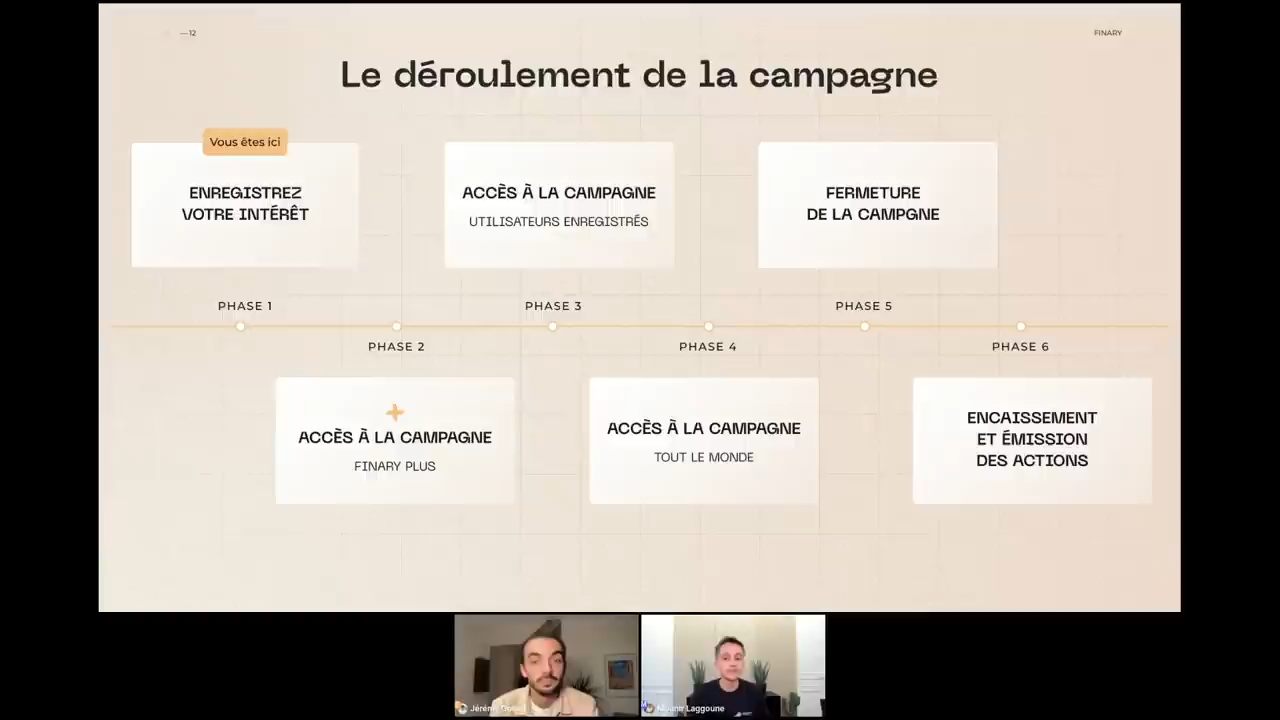 —12
FINARY
Le déroulement de la campagne
Vous êtes ici
ENREGISTREZ
VOTRE INTÉRÊT
ACCÈS À LA CAMPAGNE
UTILISATEURS ENREGISTRÉS
FERMETURE
DE LA CAMPGNE
PHASE 1
PHASE 3
PHASE 5
PHASE 2
PHASE 4
PHASE 6
ACCÈS À LA CAMPAGNE
FINARY PLUS
ACCÈS À LA CAMPAGNE
TOUT LE MONDE
ENCAISSEMENT
ET ÉMISSION
DES ACTIONS
Laggoune